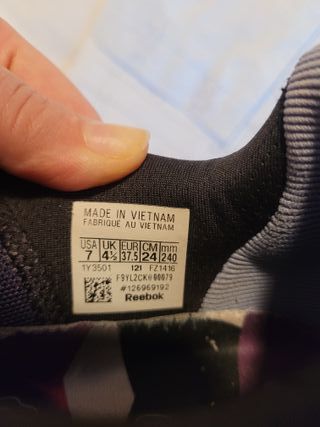 MADE IN VIETNAM
FABRIQUÉ AU VIETNAM
USA UK EUR CM mm
7 4½ 37.5 24 240
1Y3501 12I FZ1416
F9YL2CK@00079
#126969192
Reebok